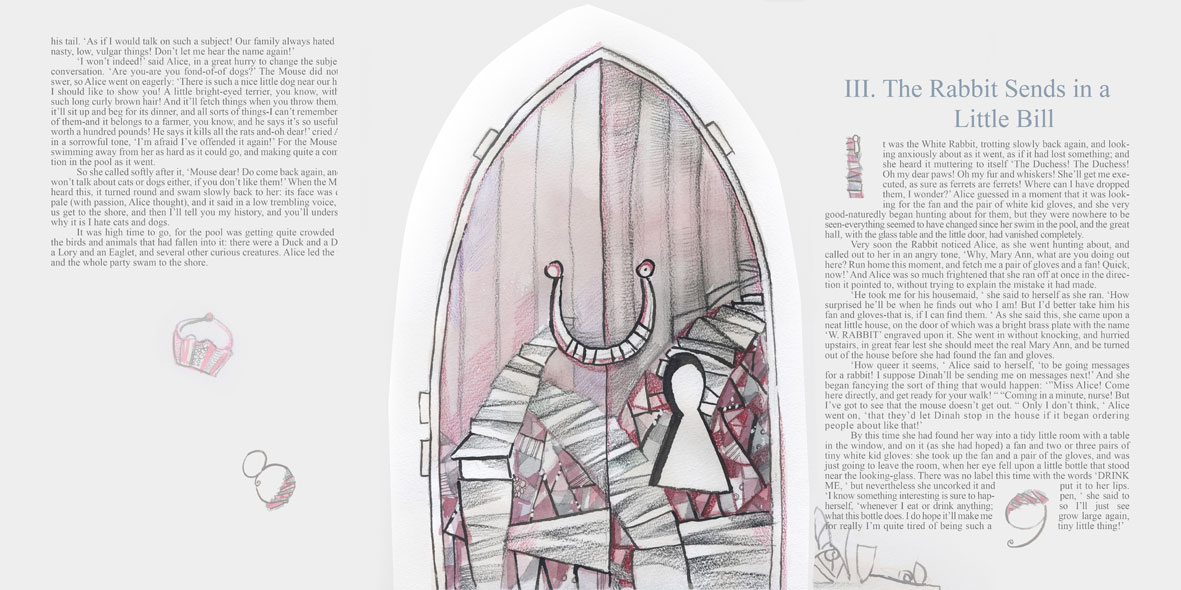 his tail. ‘As if I would talk on such a subject! Our family always hated
nasty, low, vulgar things! Don’t let me hear the name again!’
‘I won’t indeed!’ said Alice, in a great hurry to change the subje
conversation. ‘Are you-are you fond-of-of dogs?’ The Mouse did not
swer, so Alice went on eagerly: ‘There is such a nice little dog near our h
I should like to show you! A little bright-eyed terrier, you know, with
such long curly brown hair! And it’ll fetch things when you throw them.
it’ll sit up and beg for its dinner, and all sorts of things-I can’t remember
of them-and it belongs to a farmer, you know, and he says it’s so useful
worth a hundred pounds! He says it kills all the rats and-oh dear!’ cried
in a sorrowful tone, ‘I’m afraid I’ve offended it again!’ For the Mouse
swimming away from her as hard as it could go, and making quite a com
tion in the pool as it went.
So she called softly after it, ‘Mouse dear! Do come back again, an
won’t talk about cats or dogs either, if you don’t like them!’ When the M
heard this, it turned round and swam slowly back to her: its face was
pale (with passion, Alice thought), and it said in a low trembling voice,
us get to the shore, and then I’ll tell you my history, and you’ll unders
why it is I hate cats and dogs.
It was high time to go, for the pool was getting quite crowded
the birds and animals that had fallen into it: there were a Duck and a D
a Lory and an Eaglet, and several other curious creatures. Alice led the
and the whole party swam to the shore.
III. The Rabbit Sends in a
Little Bill
t was the White Rabbit, trotting slowly back again, and look-
ing anxiously about as it went, as if it had lost something; and
she heard it muttering to itself ‘The Duchess! The Duchess!
Oh my dear paws! Oh my fur and whiskers! She’ll get me exe-
cuted, as sure as ferrets are ferrets! Where can I have dropped
them, I wonder?’ Alice guessed in a moment that it was look-
ing for the fan and the pair of white kid gloves, and she very
good-naturedly began hunting about for them, but they were nowhere to be
seen-everything seemed to have changed since her swim in the pool, and the great
hall, with the glass table and the little door, had vanished completely.
Very soon the Rabbit noticed Alice, as she went hunting about, and
called out to her in an angry tone, ‘Why, Mary Ann, what are you doing out
here? Run home this moment, and fetch me a pair of gloves and a fan! Quick,
now!’ And Alice was so much frightened that she ran off at once in the direc-
tion it pointed to, without trying to explain the mistake it had made.
‘He took me for his housemaid, ‘ she said to herself as she ran. ‘How
surprised he’ll be when he finds out who I am! But I’d better take him his
fan and gloves-that is, if I can find them. ‘ As she said this, she came upon a
neat little house, on the door of which was a bright brass plate with the name
‘W. RABBIT’ engraved upon it. She went in without knocking, and hurried
upstairs, in great fear lest she should meet the real Mary Ann, and be turned
out of the house before she had found the fan and gloves.
‘How queer it seems, ‘ Alice said to herself, ‘to be going messages
for a rabbit! I suppose Dinah’ll be sending me on messages next!’ And she
began fancying the sort of thing that would happen: ‘”Miss Alice! Come
here directly, and get ready for your walk! “ “Coming in a minute, nurse! But
I’ve got to see that the mouse doesn’t get out. “ Only I don’t think, ‘ Alice
went on, ‘that they’d let Dinah stop in the house if it began ordering
people about like that!’
By this time she had found her way into a tidy little room with a table
in the window, and on it (as she had hoped) a fan and two or three pairs of
tiny white kid gloves: she took up the fan and a pair of the gloves, and was
just going to leave the room, when her eye fell upon a little bottle that stood
near the looking-glass. There was no label this time with the words ‘DRINK
ME, ‘ but nevertheless she uncorked it and put it to her lips.
‘I know something interesting is sure to hap- pen, ‘ she said to
herself, ‘whenever I eat or drink anything; so I’ll just see
what this bottle does. I do hope it’ll make me grow large again,
for really I’m quite tired of being such a tiny little thing!’